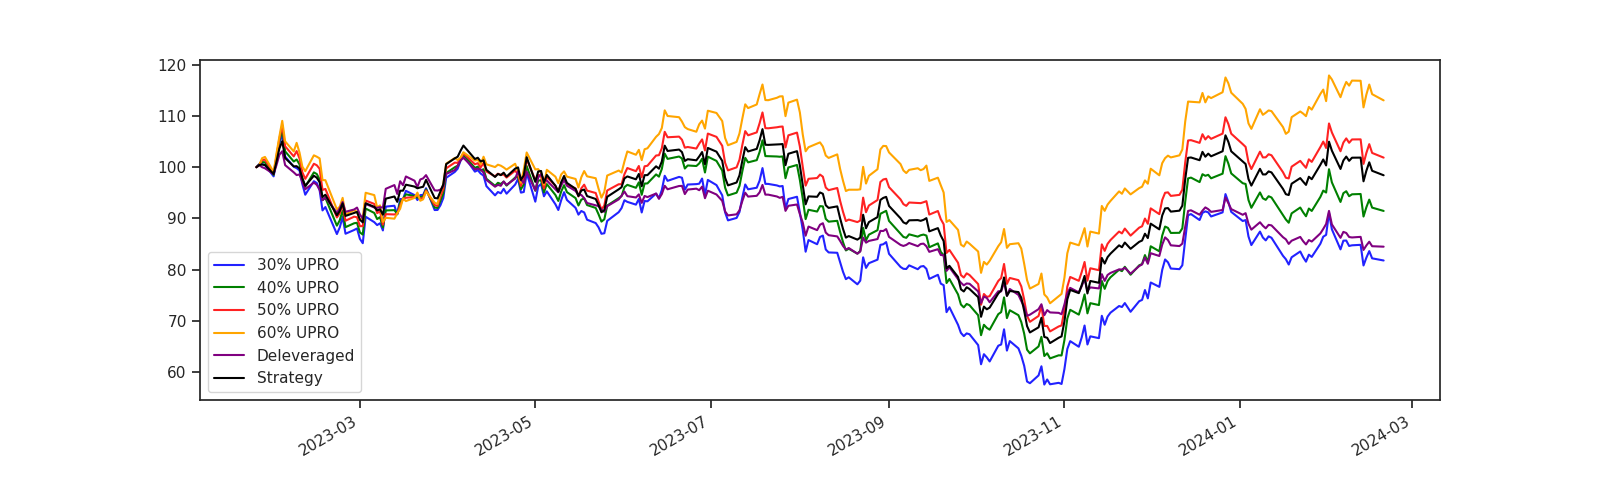 120
110
100
90
80
70
60
30% UPRO
40% UPRO
50% UPRO
60% UPRO
Deleveraged
Strategy
2023-03
2023-05
2023-07
2023-09
2023-11
2024-01
2024-03